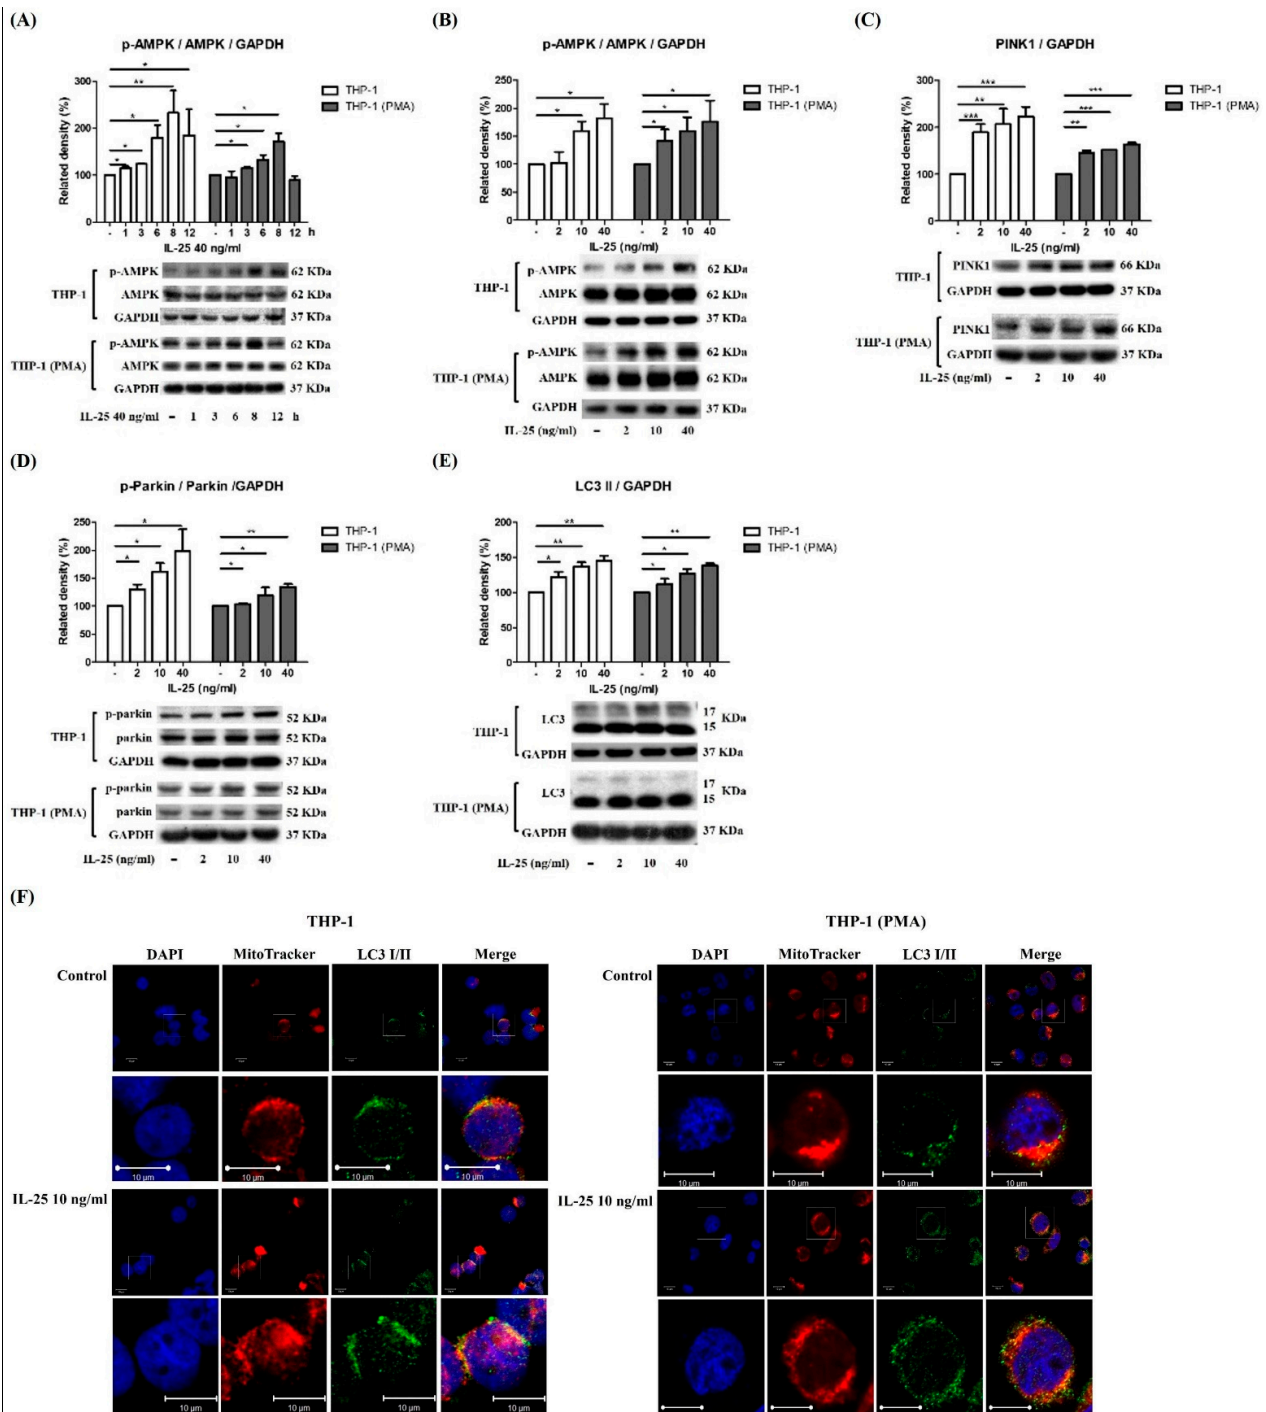 (A)
p-AMPK / AMPK / GAPDH
Related density (%)
300
200
100
0
- 1 3 6 8 12 h
IL-25 40 ng/ml
THP-1
THP-1 (PMA)
THP-1
p-AMPK 62 KDa
AMPK 62 KDa
GAPDH 37 KDa
THP-1 (PMA)
p-AMPK 62 KDa
AMPK 62 KDa
GAPDH 37 KDa
IL-25 40 ng/ml – 1 3 6 8 12 h
(B)
p-AMPK / AMPK / GAPDH
Related density (%)
250
200
150
100
50
0
- 2 10 40 - 2 10 40
IL-25 (ng/ml)
THP-1
THP-1 (PMA)
THP-1
p-AMPK 62 KDa
AMPK 62 KDa
GAPDH 37 KDa
THP-1 (PMA)
p-AMPK 62 KDa
AMPK 62 KDa
GAPDH 37 KDa
IL-25 (ng/ml) – 2 10 40
(C)
PINK1 / GAPDH
Related density (%)
300
200
100
0
- 2 10 40 - 2 10 40
IL-25 (ng/ml)
THP-1
THP-1 (PMA)
THP-1
PINK1 66 KDa
GAPDH 37 KDa
THP-1 (PMA)
PINK1 66 KDa
GAPDH 37 KDa
IL-25 (ng/ml) – 2 10 40
(D)
p-Parkin / Parkin /GAPDH
Related density (%)
250
200
150
100
50
0
- 2 10 40 - 2 10 40
IL-25 (ng/ml)
THP-1
THP-1 (PMA)
THP-1
p-parkin 52 KDa
parkin 52 KDa
GAPDH 37 KDa
THP-1 (PMA)
p-parkin 52 KDa
parkin 52 KDa
GAPDH 37 KDa
IL-25 (ng/ml) – 2 10 40
(E)
LC3 II / GAPDH
Related density (%)
200
150
100
50
0
- 2 10 40 - 2 10 40
IL-25 (ng/ml)
THP-1
THP-1 (PMA)
THP-1
LC3 17 15 KDa
GAPDH 37 KDa
THP-1 (PMA)
LC3 17 15 KDa
GAPDH 37 KDa
IL-25 (ng/ml) – 2 10 40
(F)
THP-1
DAPI MitoTracker LC3 I/II Merge
Control
10 µm 10 µm 10 µm 10 µm
IL-25 10 ng/ml
10 µm 10 µm 10 µm 10 µm
THP-1 (PMA)
DAPI MitoTracker LC3 I/II Merge
Control
10 µm 10 µm 10 µm 10 µm
IL-25 10 ng/ml